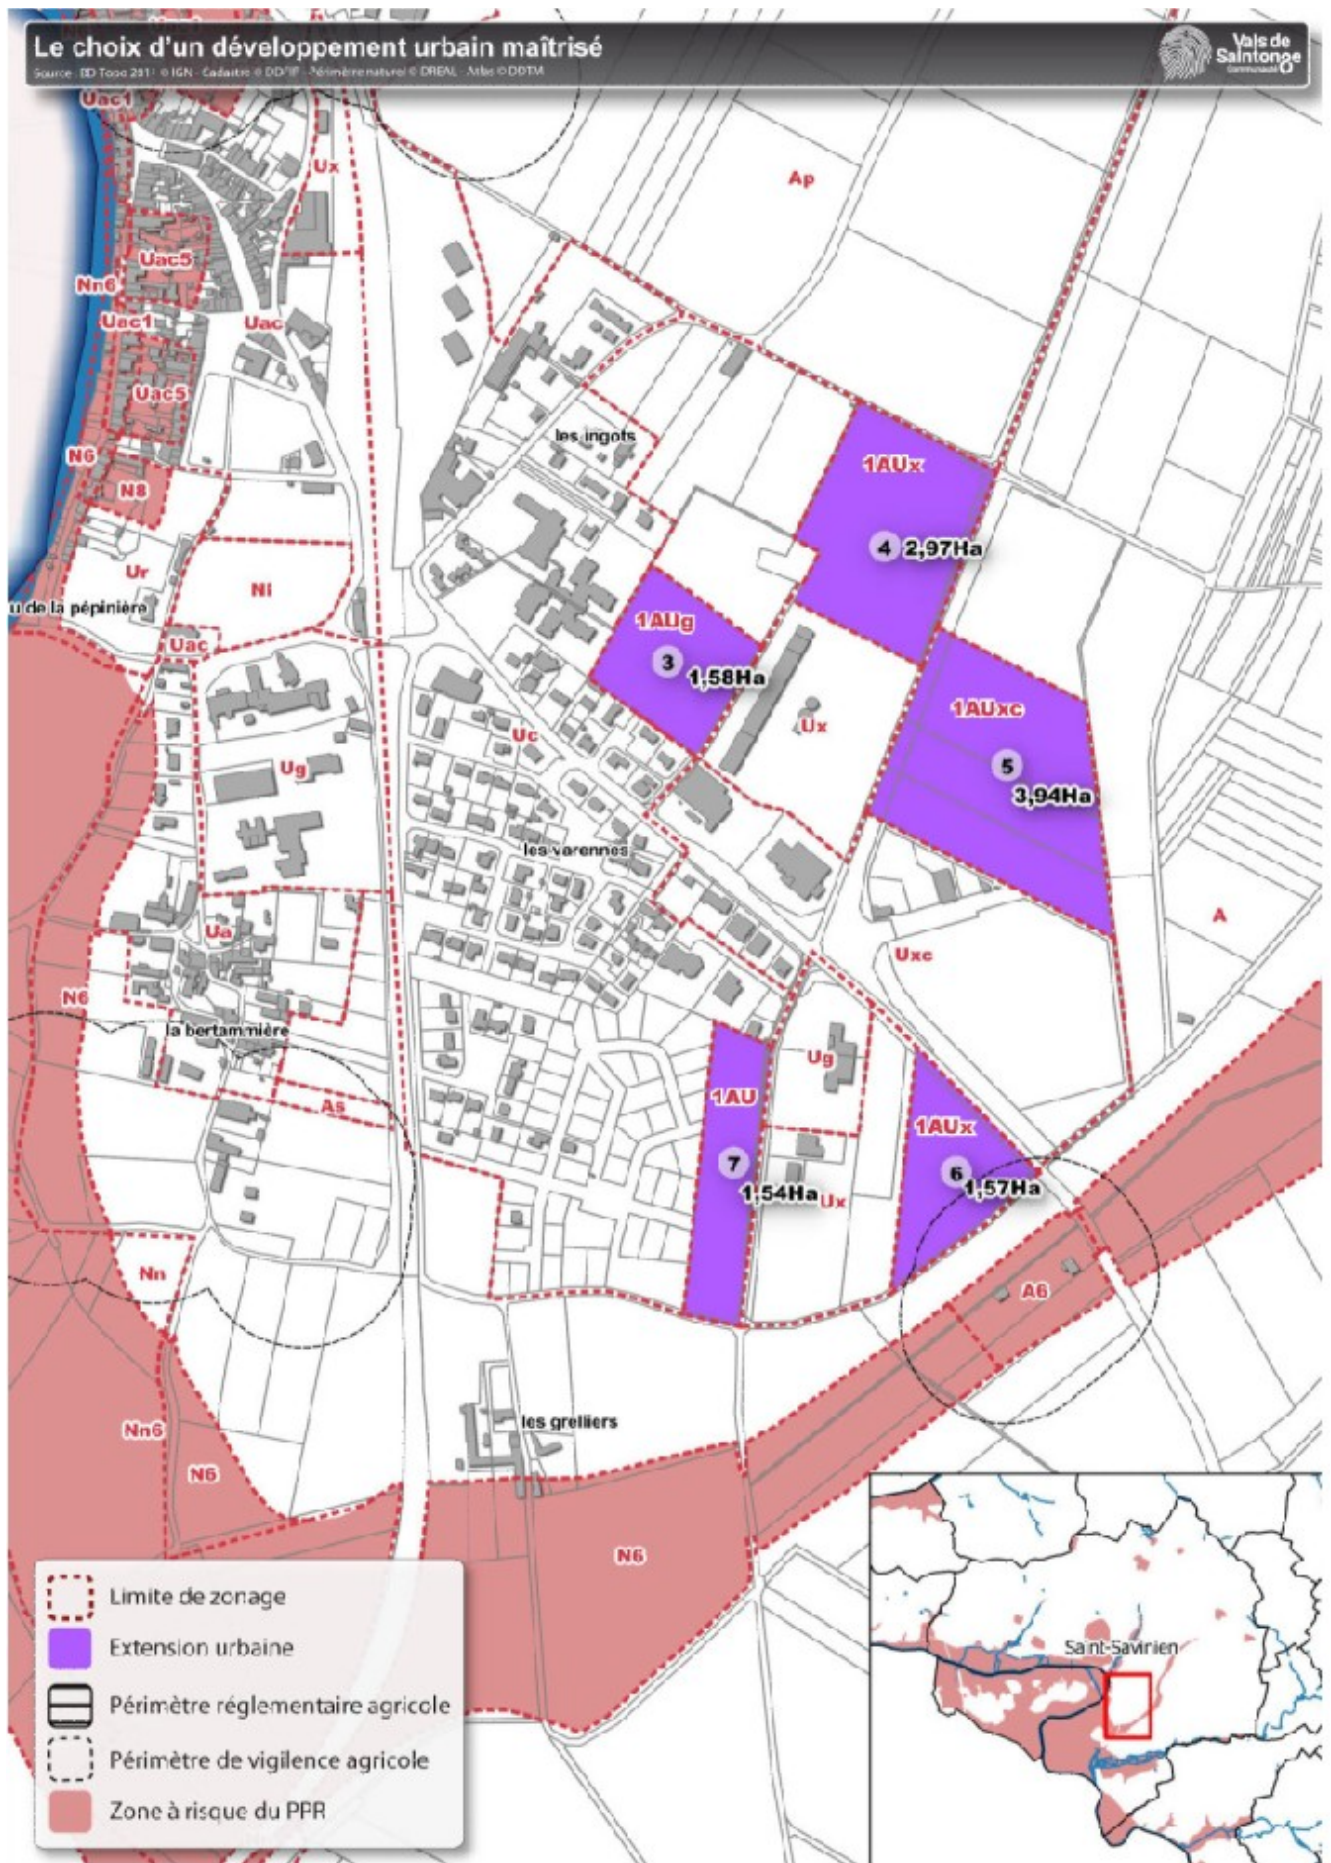 Le choix d'un développement urbain maîtrisé
Vals de
Saintonge
communauté
Uac1
Ux
Ap
Uac5
Nn6
Uac1
Uac
Uac5
les ingots
N6
1AUx
N8
4 2,97Ha
Ur
Ni
u de la pépinière
1AUg
Uac
3
1,58Ha
1AUxc
Ux
Uc
Ug
5
3,94Ha
les varennes
A
Ua
Uxc
N6
la bertammière
Ug
1AU
As
1AUx
7
6
1,54Ha
Ux
1,57Ha
Nn
A6
les grelliers
Nn6
N6
N6
Saint-Savinien
Limite de zonage
Extension urbaine
Périmètre réglementaire agricole
Périmètre de vigilence agricole
Zone à risque du PPR